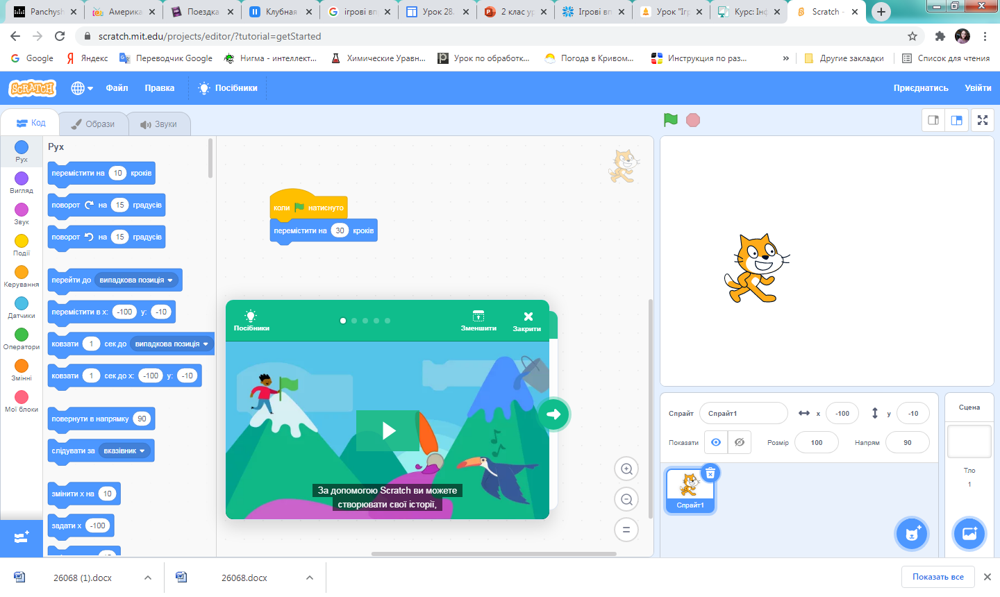 Panchysh
Америка
Поездка
Клубная
ігрові впр
Урок 28.
2 клас ур
Ігрові впр
Урок "Ігр
Курс: Інф
Scratch -
scratch.mit.edu/projects/editor/?tutorial=getStarted
Google
Яндекс
Переводчик Google
Нигма - интеллект...
Химические Уравн...
Урок по обработк...
Погода в Кривом...
Инструкция по раз...
»
Другие закладки
Список для чтения
SCRATCH
Файл
Правка
Посібники
Приєднатись
Увійти
Код
Образи
Звуки
Рух
Вигляд
Звук
Події
Керування
Датчики
Оператори
Змінні
Мої блоки
Рух
перемістити на 10 кроків
поворот на 15 градусів
поворот на 15 градусів
перейти до випадкова позиція
перемістити в x: -100 y: -10
ковзати 1 сек до випадкова позиція
ковзати 1 сек до x: -100 y: -10
повернути в напрямку 90
слідувати за вказівник
змінити x на 10
задати x -100
коли натиснуто
перемістити на 30 кроків
Посібники
Зменшити
Закрити
За допомогою Scratch ви можете
створювати свої історії,
Спрайт
Спрайт1
x
-100
y
-10
Показати
Розмір
100
Напрям
90
Спрайт1
Сцена
Тло
1
26068 (1).docx
26068.docx
Показать все